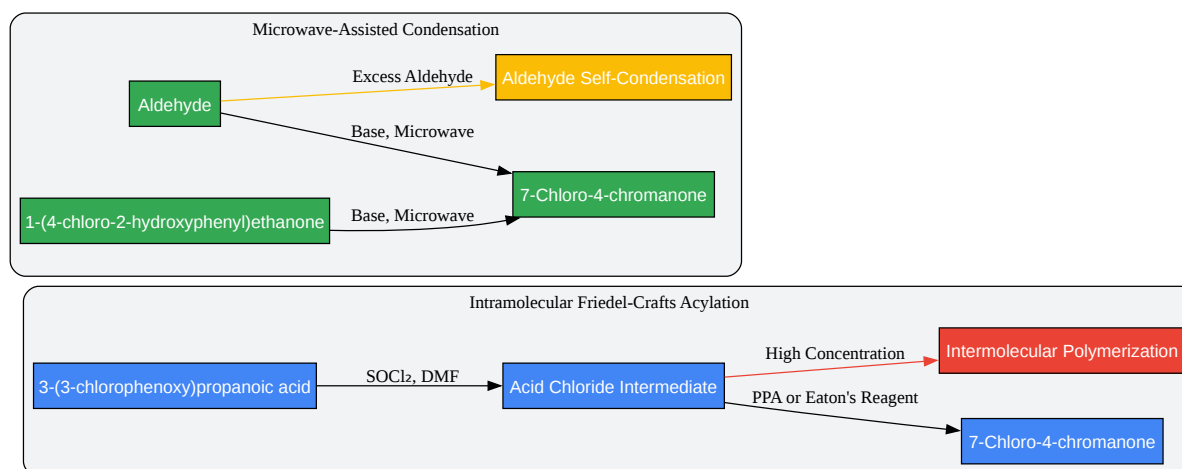 Microwave-Assisted Condensation
Excess Aldehyde
Aldehyde Self-Condensation
Aldehyde
Base, Microwave
7-Chloro-4-chromanone
1-(4-chloro-2-hydroxyphenyl)ethanone
Base, Microwave
Intramolecular Friedel-Crafts Acylation
3-(3-chlorophenoxy)propanoic acid
SOCl₂, DMF
Acid Chloride Intermediate
High Concentration
Intermolecular Polymerization
PPA or Eaton's Reagent
7-Chloro-4-chromanone